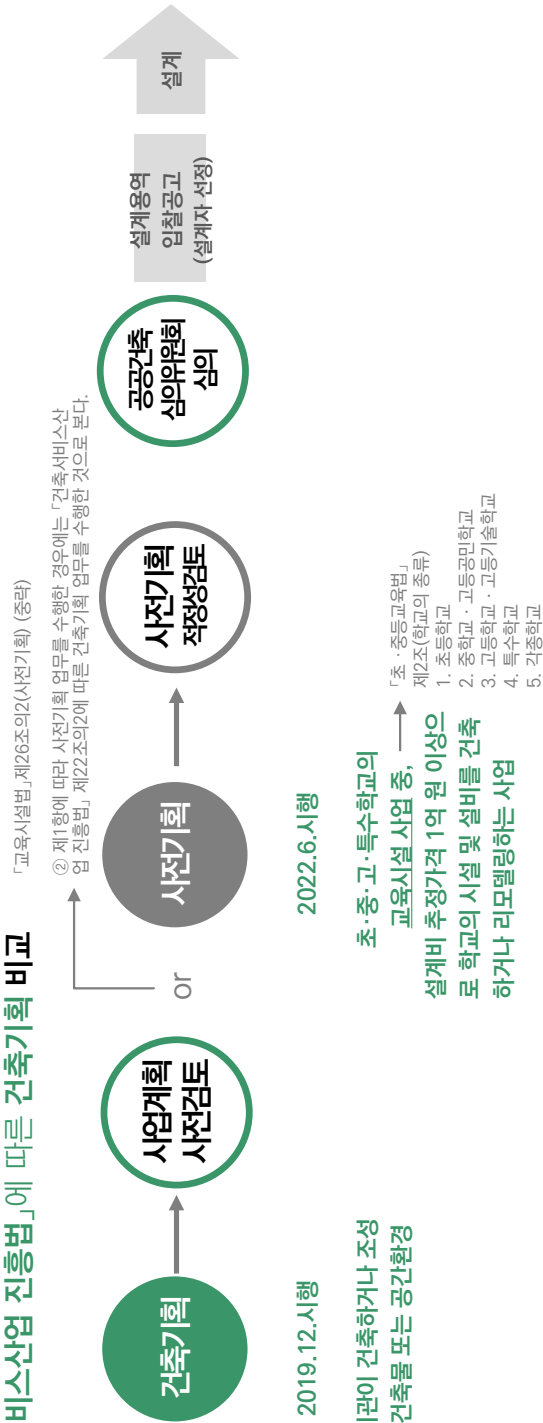 비스산업 진흥법」에 따른 건축기획 비교
「교육시설법」제26조의2(사전기획) (중략)
② 제1항에 따라 사전기획 업무를 수행한 경우에는 「건축서비스산
업 진흥법」 제22조의2에 따른 건축기획 업무를 수행한 것으로 본다.
건축기획
사업계획
사전검토
or
사전기획
사전기획
적정성검토
공공건축
심의위원회
심의
설계용역
입찰공고
(설계자 선정)
설계
2019.12.시행
관이 건축하거나 조성
건축물 또는 공간환경
2022.6.시행
초·중·고·특수학교의
교육시설 사업 중,
설계비 추정가격 1억 원 이상으
로 학교의 시설 및 설비를 건축
하거나 리모델링하는 사업
「초·중등교육법」
제2조(학교의 종류)
1. 초등학교
2. 중학교·고등공민학교
3. 고등학교·고등기술학교
4. 특수학교
5. 각종학교